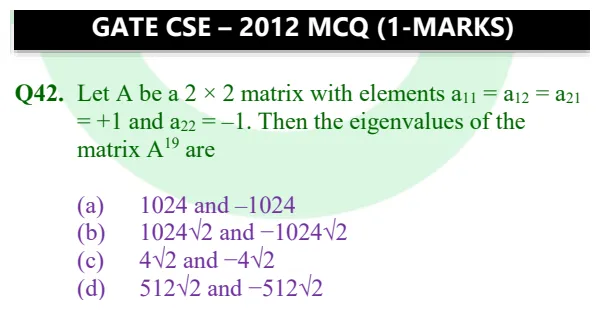 GATE CSE – 2012 MCQ (1-MARKS)
Q42. Let A be a 2 × 2 matrix with elements a₁₁ = a₁₂ = a₂₁
= +1 and a₂₂ = –1. Then the eigenvalues of the
matrix A¹⁹ are
(a) 1024 and –1024
(b) 1024√2 and −1024√2
(c) 4√2 and −4√2
(d) 512√2 and −512√2